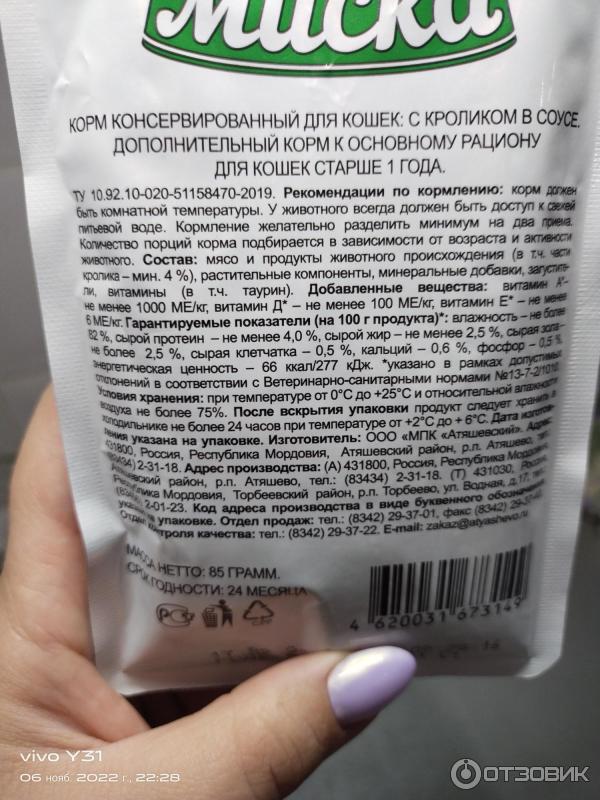 Миска
КОРМ КОНСЕРВИРОВАННЫЙ ДЛЯ КОШЕК: С КРОЛИКОМ В СОУСЕ.
ДОПОЛНИТЕЛЬНЫЙ КОРМ К ОСНОВНОМУ РАЦИОНУ
ДЛЯ КОШЕК СТАРШЕ 1 ГОДА.
ТУ 10.92.10-020-51158470-2019. Рекомендации по кормлению: корм должен
быть комнатной температуры. У животного всегда должен быть доступ к свежей
питьевой воде. Кормление желательно разделить минимум на два приема.
Количество порций корма подбирается в зависимости от возраста и активности
животного. Состав: мясо и продукты животного происхождения (в т.ч. части
кролика – мин. 4 %), растительные компоненты, минеральные добавки, загусти-
ли, витамины (в т.ч. таурин). Добавленные вещества: витамин А*–
не менее 1000 МЕ/кг, витамин Д* – не менее 100 МЕ/кг, витамин Е* – не менее
6 МЕ/кг. Гарантируемые показатели (на 100 г продукта)*: влажность – не более
82 %, сырой протеин – не менее 4,0 %, сырой жир – не менее 2,5 %, сырая зола –
не более 2,5 %, сырая клетчатка – 0,5 %, кальций – 0,6 %, фосфор – 0,5 %,
энергетическая ценность – 66 ккал/277 кДж. *указано в рамках допустимых
отклонений в соответствии с Ветеринарно-санитарными нормами №13-7-2/1010.
Условия хранения: при температуре от 0°С до +25°С и относительной влажности
воздуха не более 75%. После вскрытия упаковки продукт следует хранить в
холодильнике не более 24 часов при температуре от +2°С до + 6°С. Дата изготов-
ления указана на упаковке. Изготовитель: ООО «МПК «Атяшевский»,
431800, Россия, Республика Мордовия, Атяшевский район, р.п. Атяшево, тел.:
(83434) 2-31-18. Адрес производства: (А) 431800, Россия, Республика Мордовия,
Атяшевский район, р.п. Атяшево, тел.: (83434) 2-31-18. (Т) 431030, Россия,
Республика Мордовия, Торбеевский район, р.п. Торбеево, ул. Водная, д.17,
2-01-23. Код адреса производства в виде буквенного обозначения
указан на упаковке. Отдел продаж: тел.: (8342) 29-37-01, факс (8342)
Отдел контроля качества: тел.: (8342) 29-37-22. E-mail: zakaz@atyashevo.ru
МАССА НЕТТО: 85 ГРАММ.
СРОК ГОДНОСТИ: 24 МЕСЯЦА
4 620031 673149
vivo Y31
06 нояб. 2022 г., 22:28
ОТЗОВИК